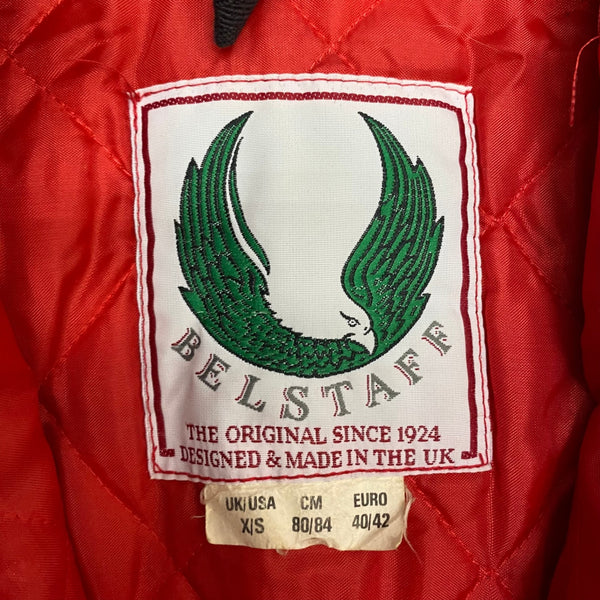 BELSTAFF
THE ORIGINAL SINCE 1924
DESIGNED & MADE IN THE UK
UK/USA CM EURO
X/S 80/84 40/42